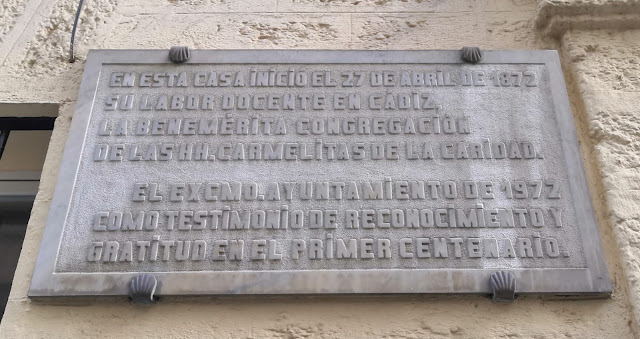 EN ESTA CASA INICIÓ EL 27 DE ABRIL DE 1872
SU LABOR DOCENTE EN CÁDIZ,
LA BENEMÉRITA CONGREGACIÓN
DE LAS HH. CARMELITAS DE LA CARIDAD.
EL EXCMO. AYUNTAMIENTO DE 1972
COMO TESTIMONIO DE RECONOCIMIENTO Y
GRATITUD EN EL PRIMER CENTENARIO.